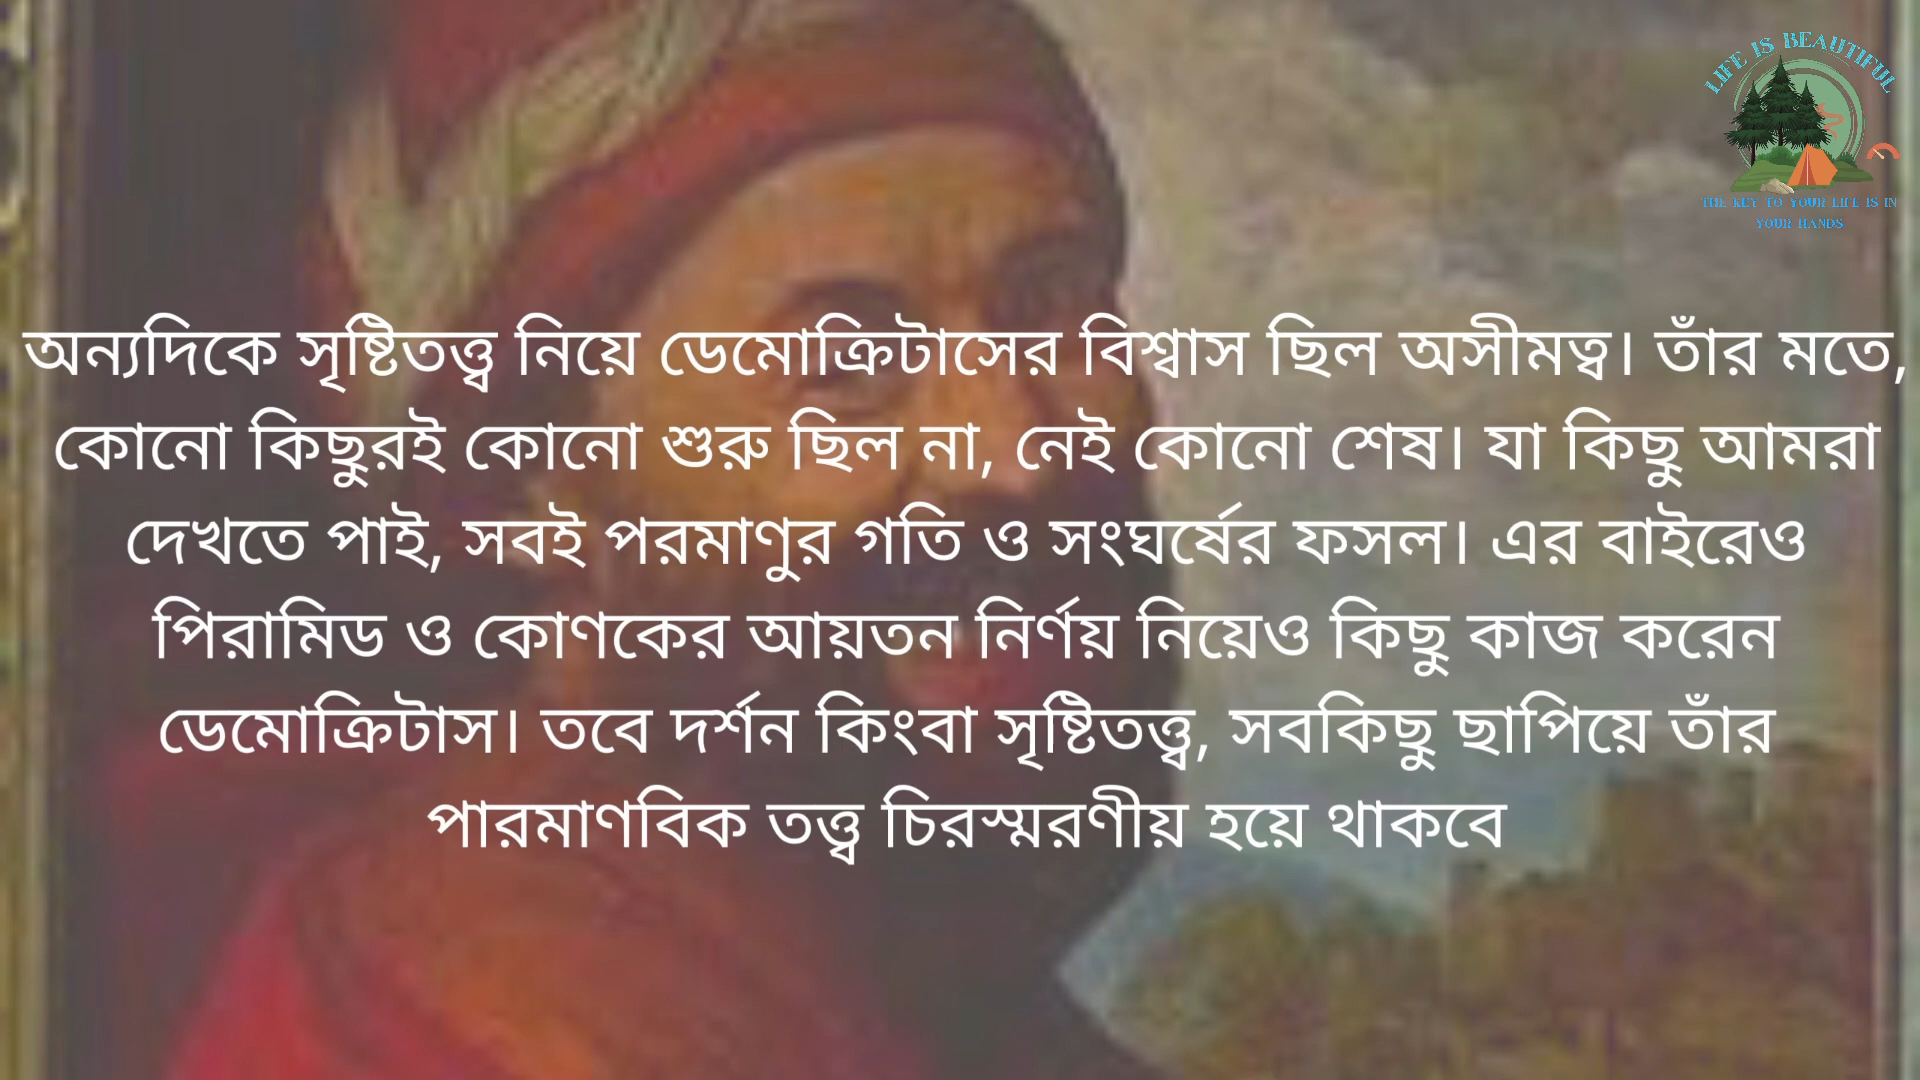 LIFE IS BEAUTIFUL
THE KEY TO YOUR LIFE IS IN
YOUR HANDS
অন্যদিকে সৃষ্টিতত্ত্ব নিয়ে ডেমোক্রিটাসের বিশ্বাস ছিল অসীমত্ব। তাঁর মতে,
কোনো কিছুরই কোনো শুরু ছিল না, নেই কোনো শেষ। যা কিছু আমরা
দেখতে পাই, সবই পরমাণুর গতি ও সংঘর্ষের ফসল। এর বাইরেও
পিরামিড ও কোণকের আয়তন নির্ণয় নিয়েও কিছু কাজ করেন
ডেমোক্রিটাস। তবে দর্শন কিংবা সৃষ্টিতত্ত্ব, সবকিছু ছাপিয়ে তাঁর
পারমাণবিক তত্ত্ব চিরস্মরণীয় হয়ে থাকবে